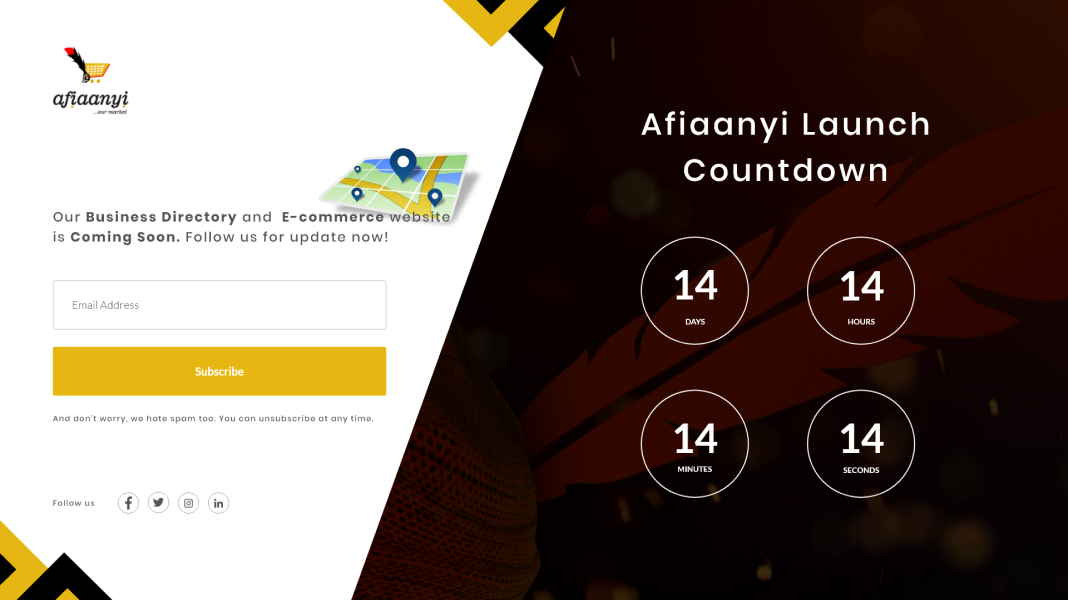 afiaanyi
...our market
Our Business Directory and E-commerce website
is Coming Soon. Follow us for update now!
Email Address
Subscribe
And don't worry, we hate spam too. You can unsubscribe at any time.
Follow us
Afiaanyi Launch
Countdown
14 14
DAYS HOURS
14 14
MINUTES SECONDS